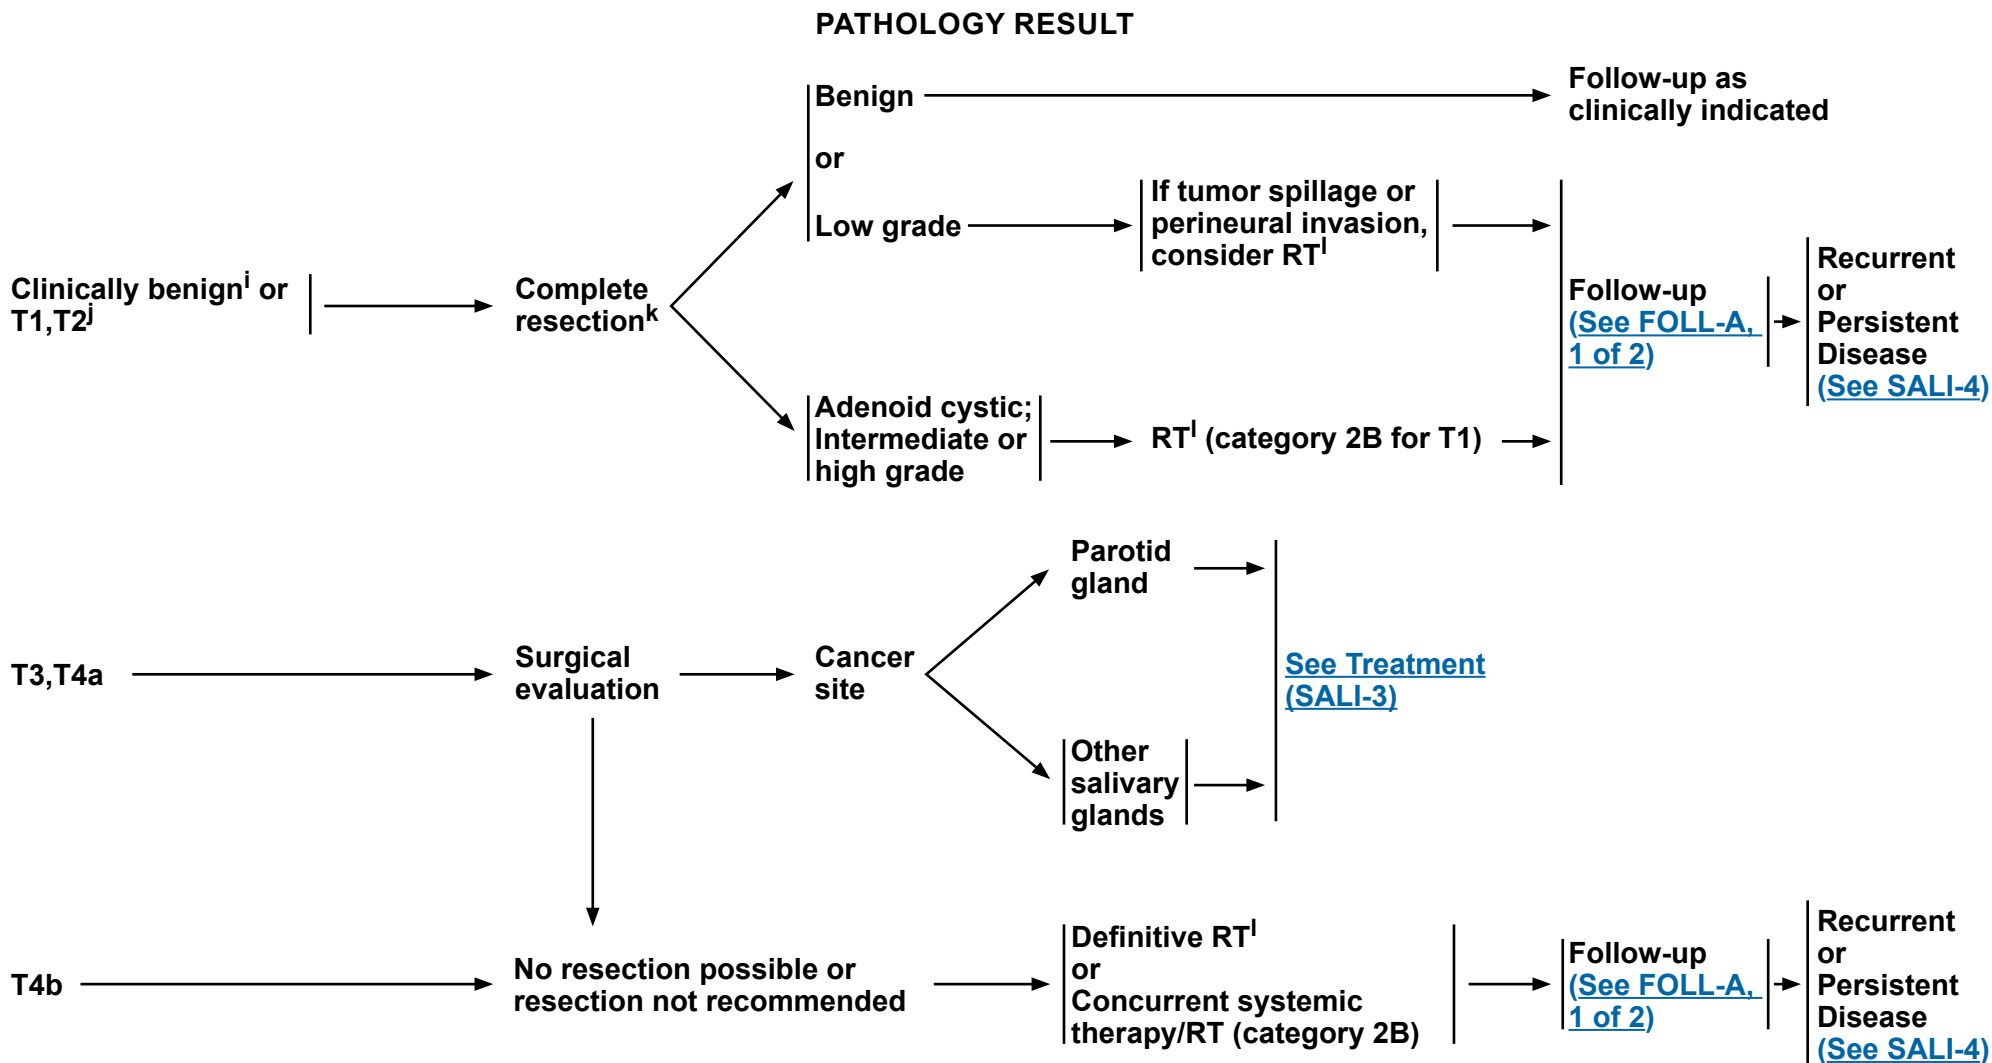 PATHOLOGY RESULT
Clinically benignⁱ or
T1,T2ʲ
Complete
resectionᵏ
Benign
or
Low grade
Follow-up as
clinically indicated
If tumor spillage or
perineural invasion,
consider RTˡ
Adenoid cystic;
Intermediate or
high grade
RTˡ (category 2B for T1)
Follow-up
(See FOLL-A,
1 of 2)
Recurrent
or
Persistent
Disease
(See SALI-4)
T3,T4a
Surgical
evaluation
Cancer
site
Parotid
gland
Other
salivary
glands
See Treatment
(SALI-3)
T4b
No resection possible or
resection not recommended
Definitive RTˡ
or
Concurrent systemic
therapy/RT (category 2B)
Follow-up
(See FOLL-A,
1 of 2)
Recurrent
or
Persistent
Disease
(See SALI-4)